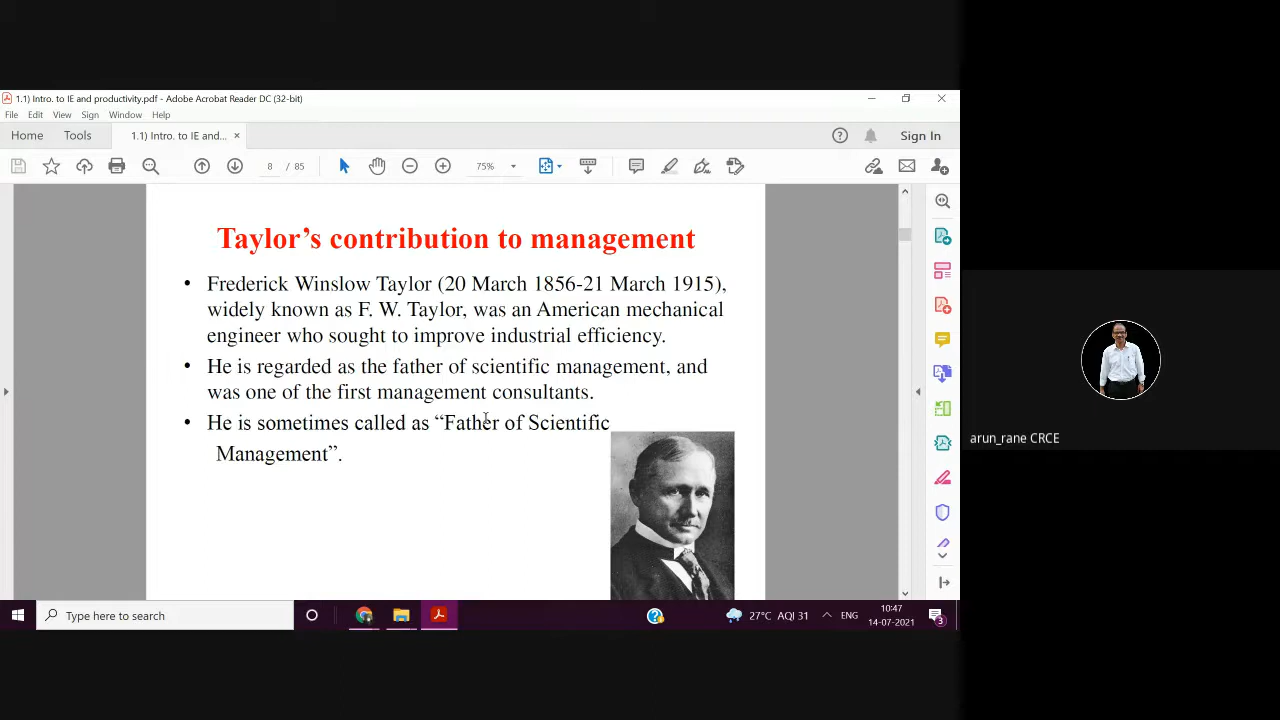 1.1) Intro. to IE and productivity.pdf - Adobe Acrobat Reader DC (32-bit)
File Edit View Sign Window Help
Home Tools 1.1) Intro. to IE and... × Sign In
8 / 85 75%
Taylor’s contribution to management
• Frederick Winslow Taylor (20 March 1856-21 March 1915),
widely known as F. W. Taylor, was an American mechanical
engineer who sought to improve industrial efficiency.
• He is regarded as the father of scientific management, and
was one of the first management consultants.
• He is sometimes called as “Father of Scientific
Management”.
arun_rane CRCE
Type here to search
27°C AQI 31 ENG
10:47
14-07-2021
3